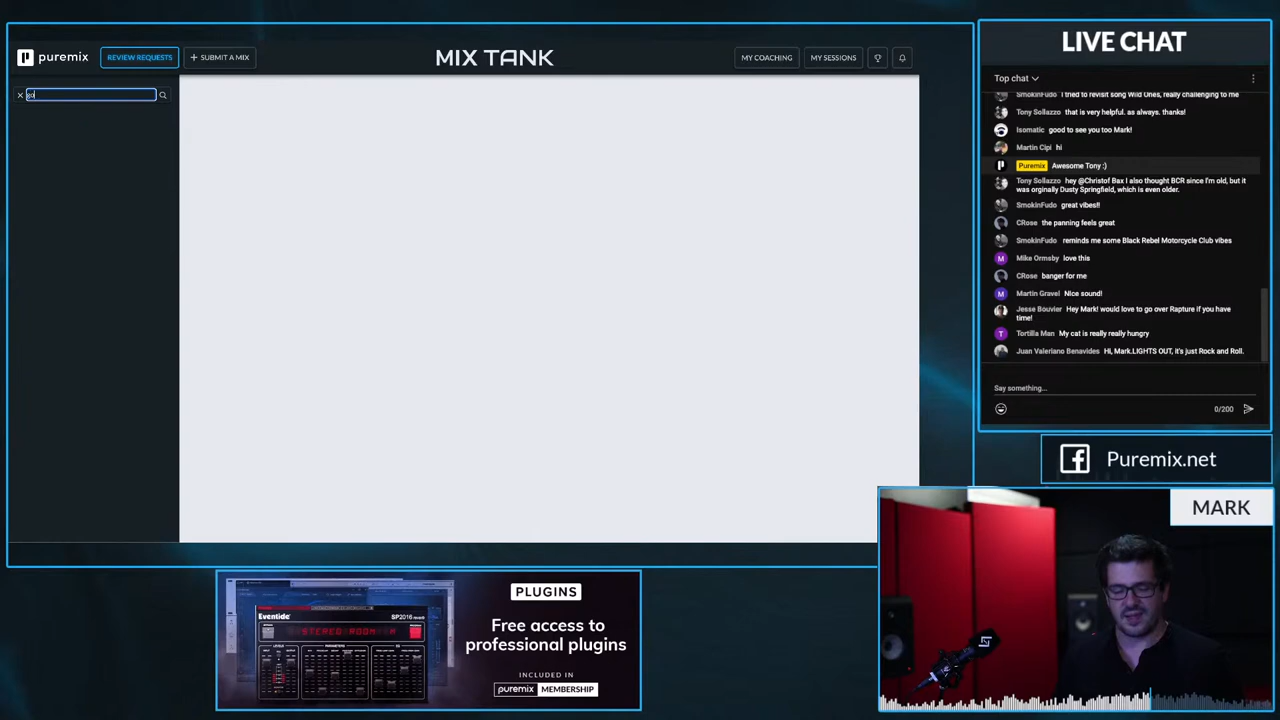 puremix
REVIEW REQUESTS
+ SUBMIT A MIX
MIX TANK
MY COACHING
MY SESSIONS
go
LIVE CHAT
Top chat
SmokinFudo I tried to revisit song Wild Ones, really challenging to me
Tony Sollazzo that is very helpful. as always. thanks!
Isomatic good to see you too Mark!
Martin Cipi hi
Puremix Awesome Tony :)
Tony Sollazzo hey @Christof Bax I also thought BCR since I'm old, but it
was orginally Dusty Springfield, which is even older.
SmokinFudo great vibes!!
CRose the panning feels great
SmokinFudo reminds me some Black Rebel Motorcycle Club vibes
Mike Ormsby love this
CRose banger for me
Martin Gravel Nice sound!
Jesse Bouvier Hey Mark! would love to go over Rapture if you have
time!
Tortilla Man My cat is really really hungry
Juan Valeriano Benavides Hi, Mark.LIGHTS OUT, it's just Rock and Roll.
Say something...
0/200
Puremix.net
MARK
Eventide
SP2016 reverb
STEREO ROOM
PLUGINS
Free access to
professional plugins
INCLUDED IN
puremix MEMBERSHIP